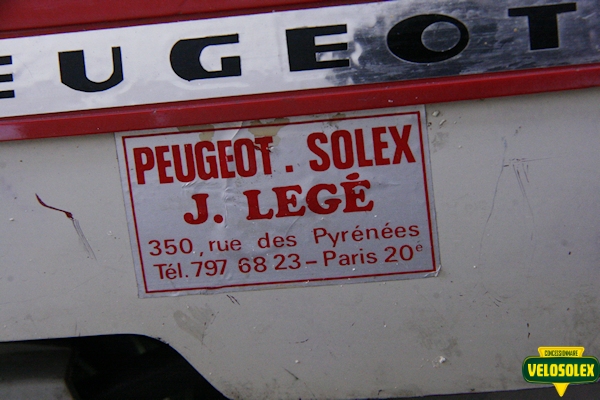 EUGEOT
PEUGEOT. SOLEX
J. LEGÉ
350, rue des Pyrénées
Tél. 797 68 23 – Paris 20e
CONCESSIONNAIRE
VELOSOLEX